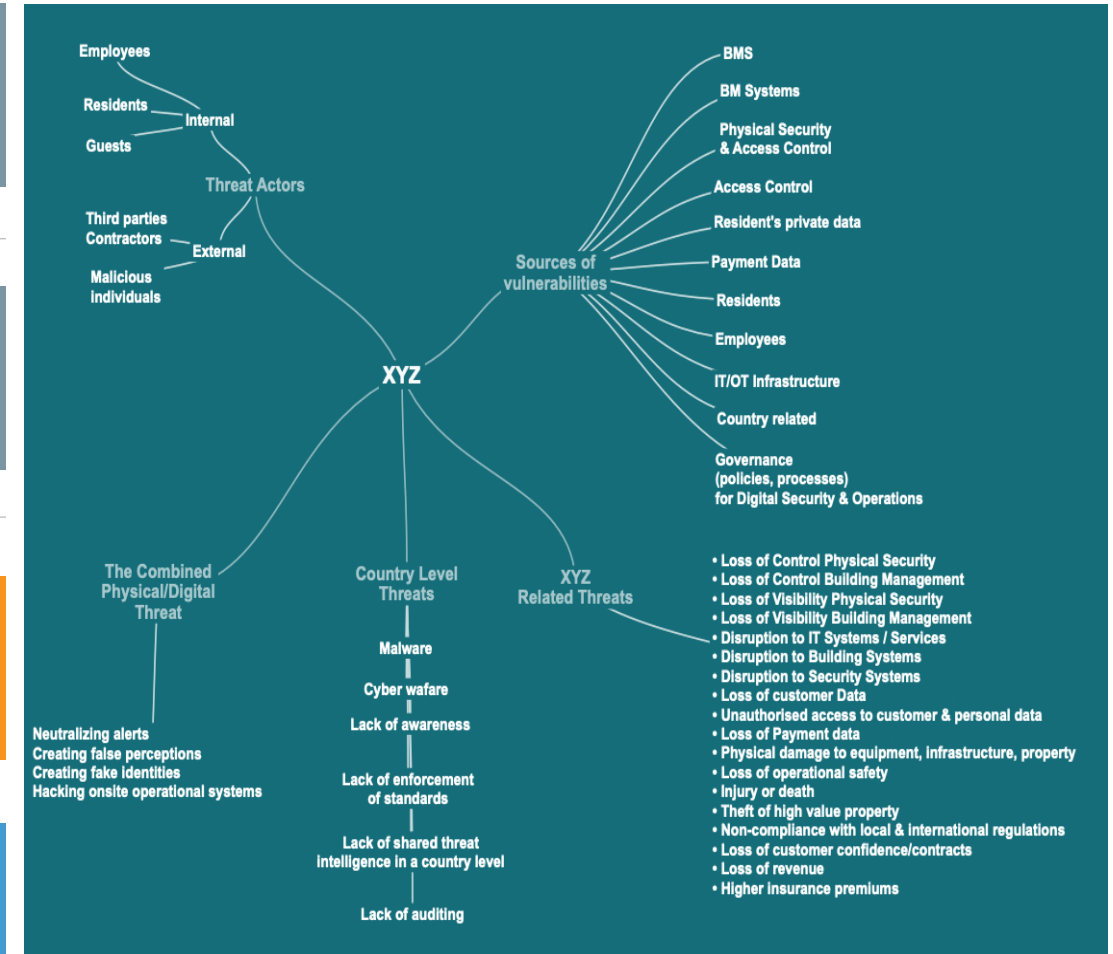 Employees
Residents
Internal
Guests
Threat Actors
Third parties
Contractors
External
Malicious
individuals
BMS
BM Systems
Physical Security
& Access Control
Access Control
Resident's private data
Sources of
vulnerabilities
Payment Data
Residents
Employees
IT/OT Infrastructure
Country related
Governance
(policies, processes)
for Digital Security & Operations
XYZ
The Combined
Physical/Digital
Threat
Neutralizing alerts
Creating false perceptions
Creating fake identities
Hacking onsite operational systems
Country Level
Threats
Malware
Cyber wafare
Lack of awareness
Lack of enforcement
of standards
Lack of shared threat
intelligence in a country level
Lack of auditing
XYZ
Related Threats
• Loss of Control Physical Security
• Loss of Control Building Management
• Loss of Visibility Physical Security
• Loss of Visibility Building Management
• Disruption to IT Systems / Services
• Disruption to Building Systems
• Disruption to Security Systems
• Loss of customer Data
• Unauthorised access to customer & personal data
• Loss of Payment data
• Physical damage to equipment, infrastructure, property
• Loss of operational safety
• Injury or death
• Theft of high value property
• Non-compliance with local & international regulations
• Loss of customer confidence/contracts
• Loss of revenue
• Higher insurance premiums